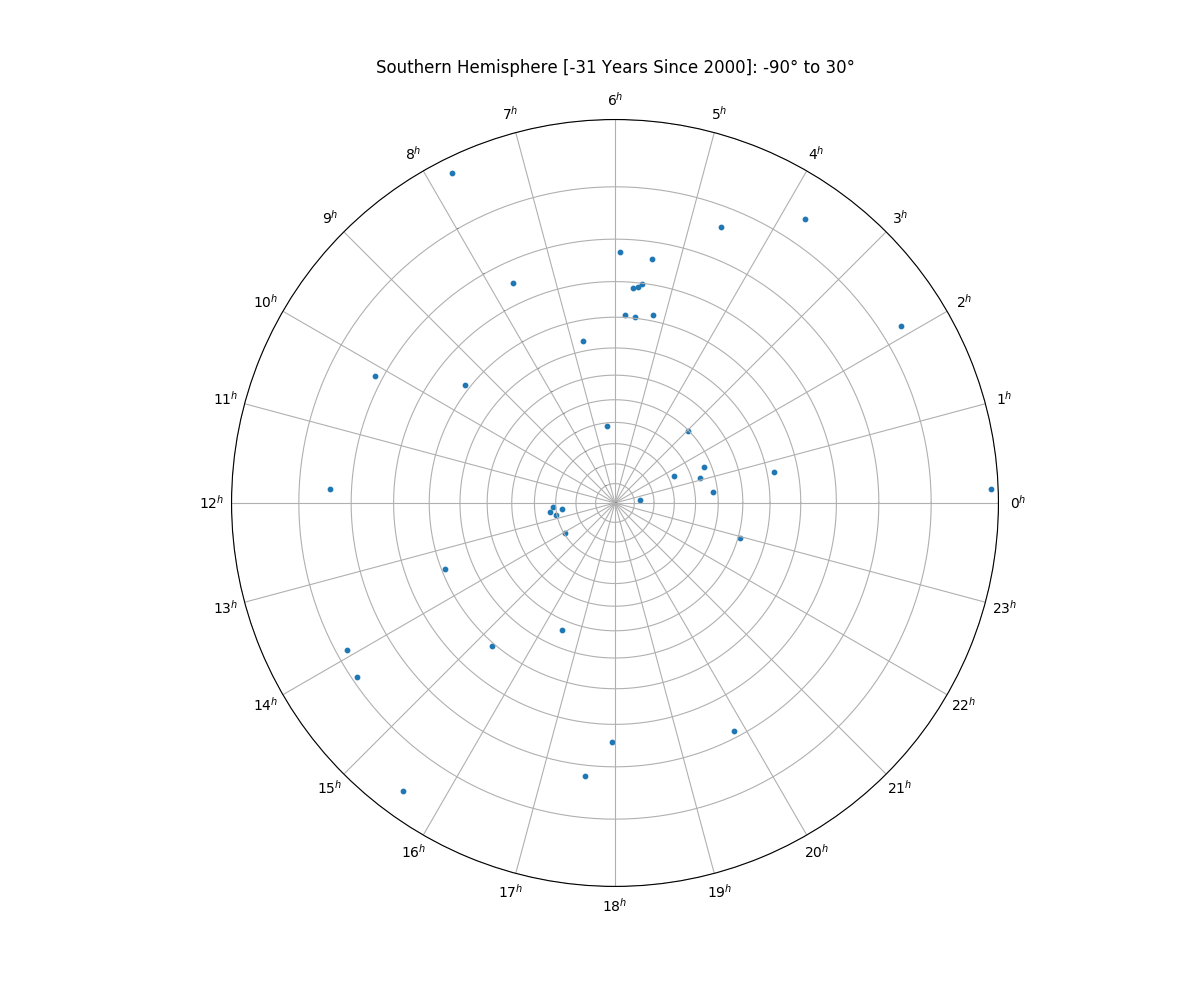 Southern Hemisphere [-31 Years Since 2000]: -90° to 30°
6ʰ
7ʰ
5ʰ
8ʰ
4ʰ
9ʰ
3ʰ
10ʰ
2ʰ
11ʰ
1ʰ
12ʰ
0ʰ
13ʰ
23ʰ
14ʰ
22ʰ
15ʰ
21ʰ
16ʰ
20ʰ
17ʰ
19ʰ
18ʰ